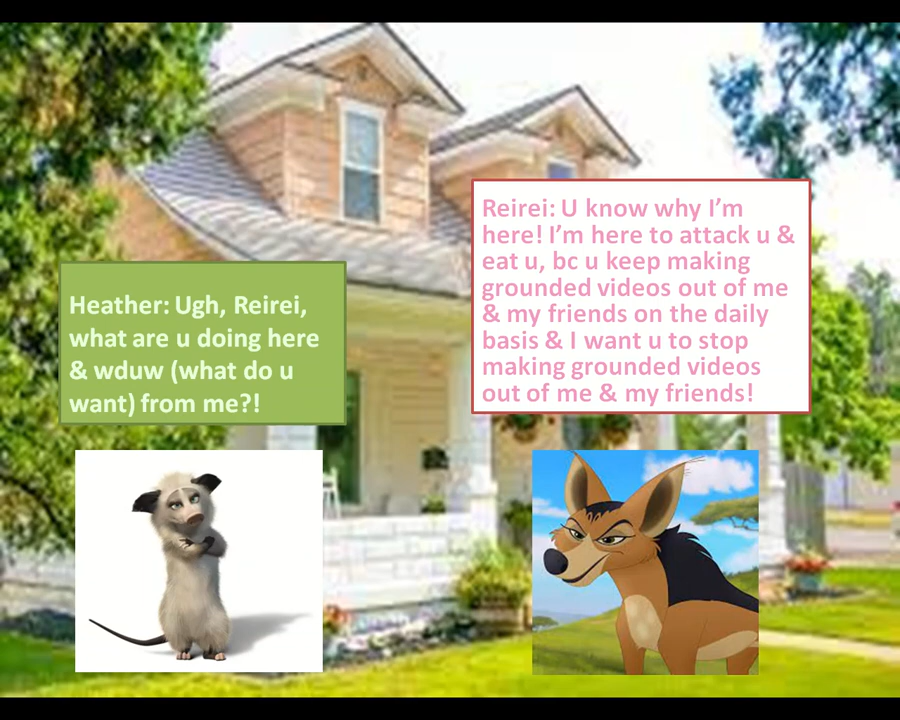 Heather: Ugh, Reirei,
what are u doing here
& wduw (what do u
want) from me?!
Reirei: U know why I’m
here! I’m here to attack u &
eat u, bc u keep making
grounded videos out of me
& my friends on the daily
basis & I want u to stop
making grounded videos
out of me & my friends!